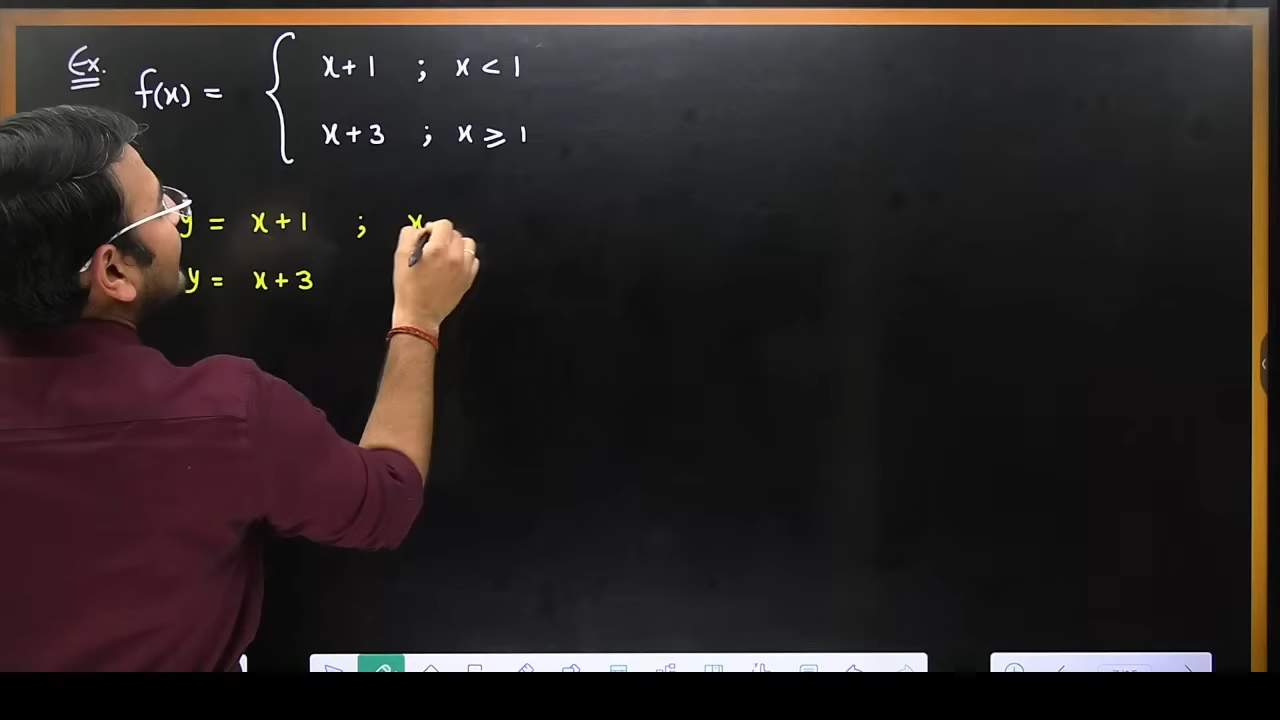 Ex. f(x) = { x+1 ; x < 1
x+3 ; x ≥ 1
y = x+1 ; x
y = x+3